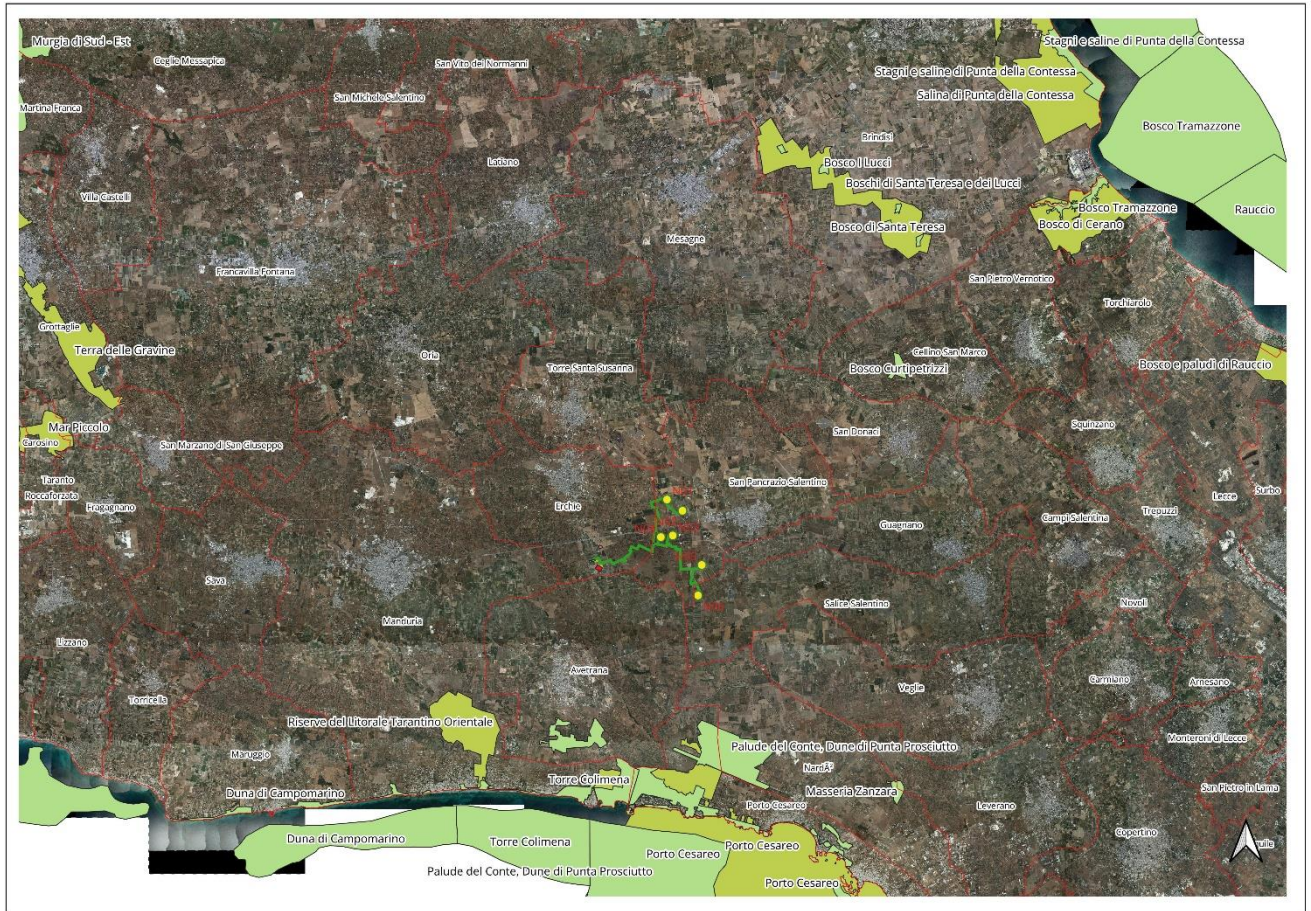 Murgia di Sud - Est
Ceglie Messapica
San Vito dei Normanni
Stagni e saline di Punta della Contessa
Stagni e saline di Punta della Contessa
Salina di Punta della Contessa
Martina Franca
San Michele Salentino
Bosco Tramazzone
Brindisi
Latiano
Bosco I Lucci
Boschi di Santa Teresa e dei Lucci
Villa Castelli
Bosco Tramazzone
Rauccio
Bosco di Santa Teresa
Bosco di Cerano
Mesagne
Francavilla Fontana
San Pietro Vernotico
Torchiarolo
Grottaglie
Terra delle Gravine
Oria
Cellino San Marco
Torre Santa Susanna
Bosco Curtipetrizzi
Bosco e paludi di Rauccio
Mar Piccolo
Carosino
San Marzano di San Giuseppe
San Donaci
Squinzano
Taranto
San Pancrazio Salentino
Roccaforzata
Fragagnano
Erchie
Lecce
Surbo
Guagnano
Campi Salentina
Trepuzzi
Sava
Salice Salentino
Novoli
Manduria
Lizzano
Avetrana
Carmiano
Arnesano
Veglie
Torricella
Riserve del Litorale Tarantino Orientale
Monteroni di Lecce
Maruggio
Palude del Conte, Dune di Punta Prosciutto
NardÃ²
Torre Colimena
San Pietro in Lama
Duna di Campomarino
Masseria Zanzara
Porto Cesareo
Leverano
Copertino
Duna di Campomarino
Torre Colimena
Porto Cesareo
Porto Cesareo
Palude del Conte, Dune di Punta Prosciutto
Porto Cesareo